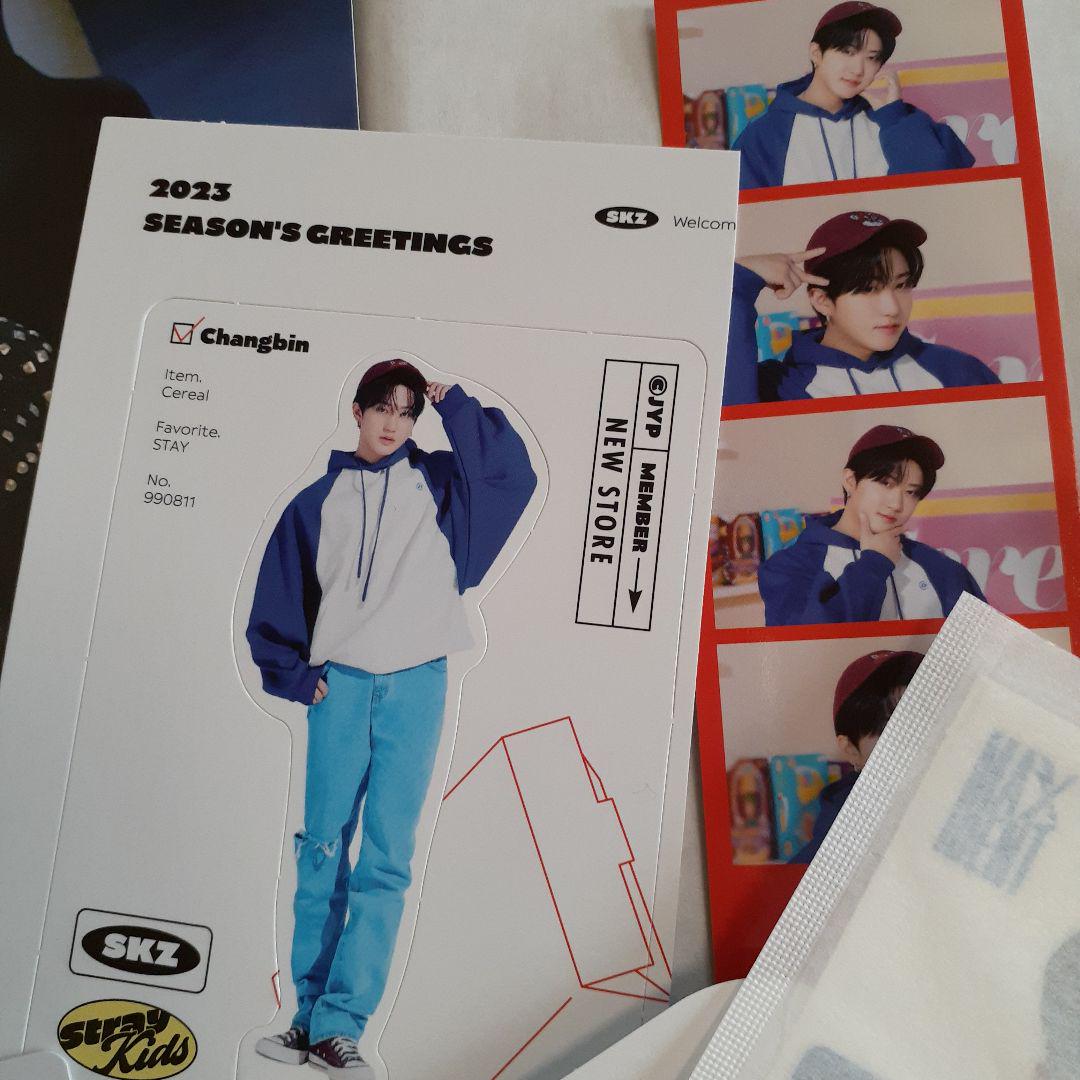 2023
SEASON'S GREETINGS
SKZ
Welcom
Changbin
Item.
Cereal
Favorite.
STAY
No.
990811
©JYP MEMBER
NEW STORE
SKZ
Stray
Kids